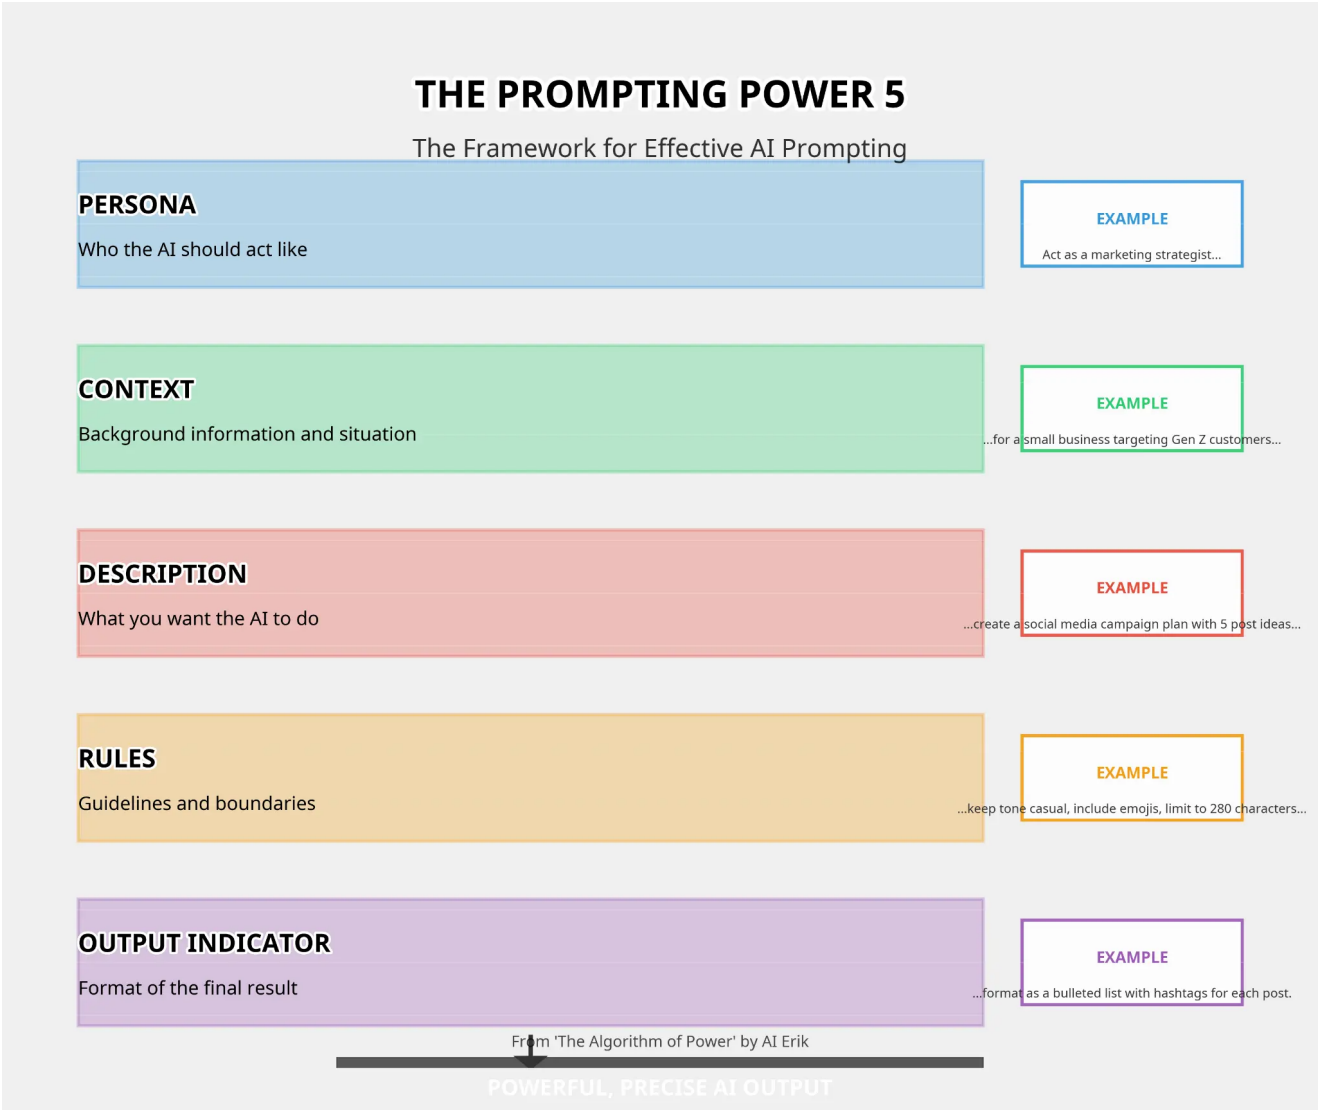 THE PROMPTING POWER 5
The Framework for Effective AI Prompting
PERSONA
Who the AI should act like
EXAMPLE
Act as a marketing strategist...
CONTEXT
Background information and situation
EXAMPLE
...for a small business targeting Gen Z customers...
DESCRIPTION
What you want the AI to do
EXAMPLE
...create a social media campaign plan with 5 post ideas...
RULES
Guidelines and boundaries
EXAMPLE
...keep tone casual, include emojis, limit to 280 characters...
OUTPUT INDICATOR
Format of the final result
EXAMPLE
...format as a bulleted list with hashtags for each post.
From 'The Algorithm of Power' by AI Erik
POWERFUL, PRECISE AI OUTPUT